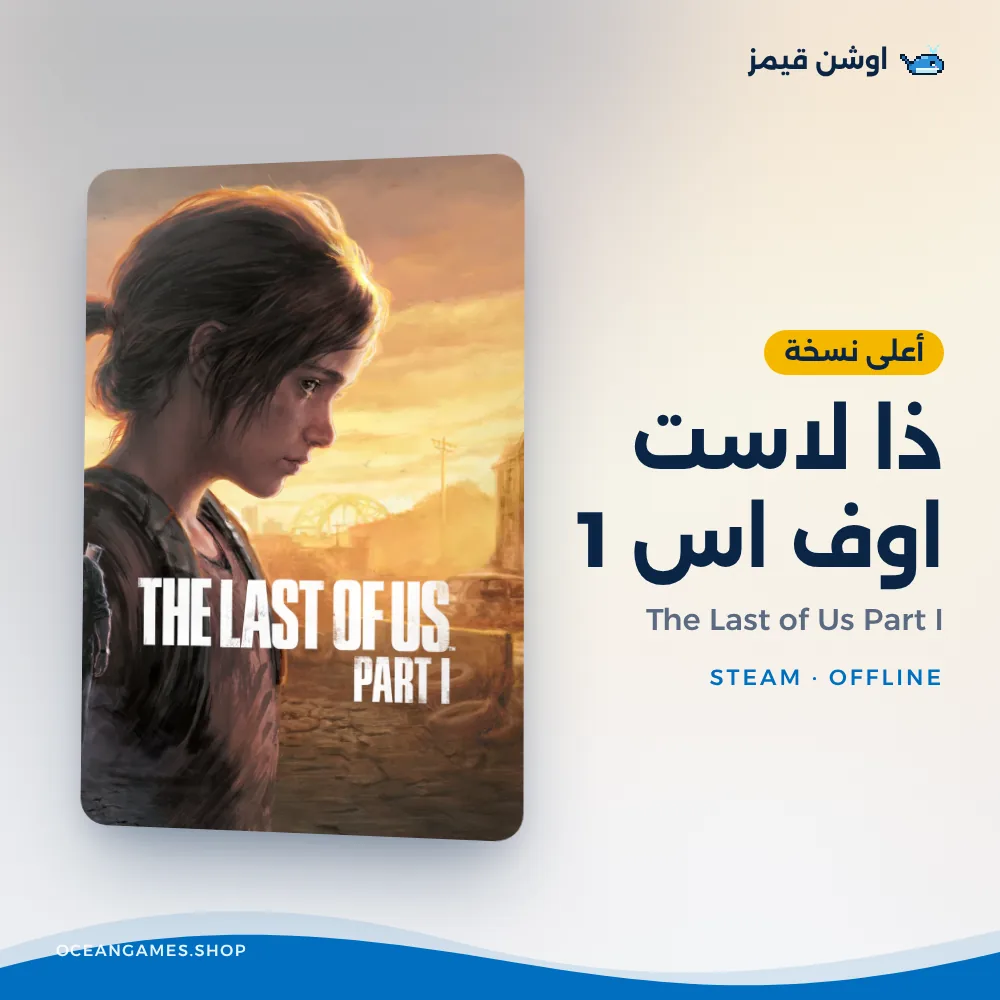 اوشن قيمز
أعلى نسخة
ذا لاست
اوف اس 1
The Last of Us Part I
STEAM · OFFLINE
THE LAST OF US
PART I
OCEANGAMES.SHOP